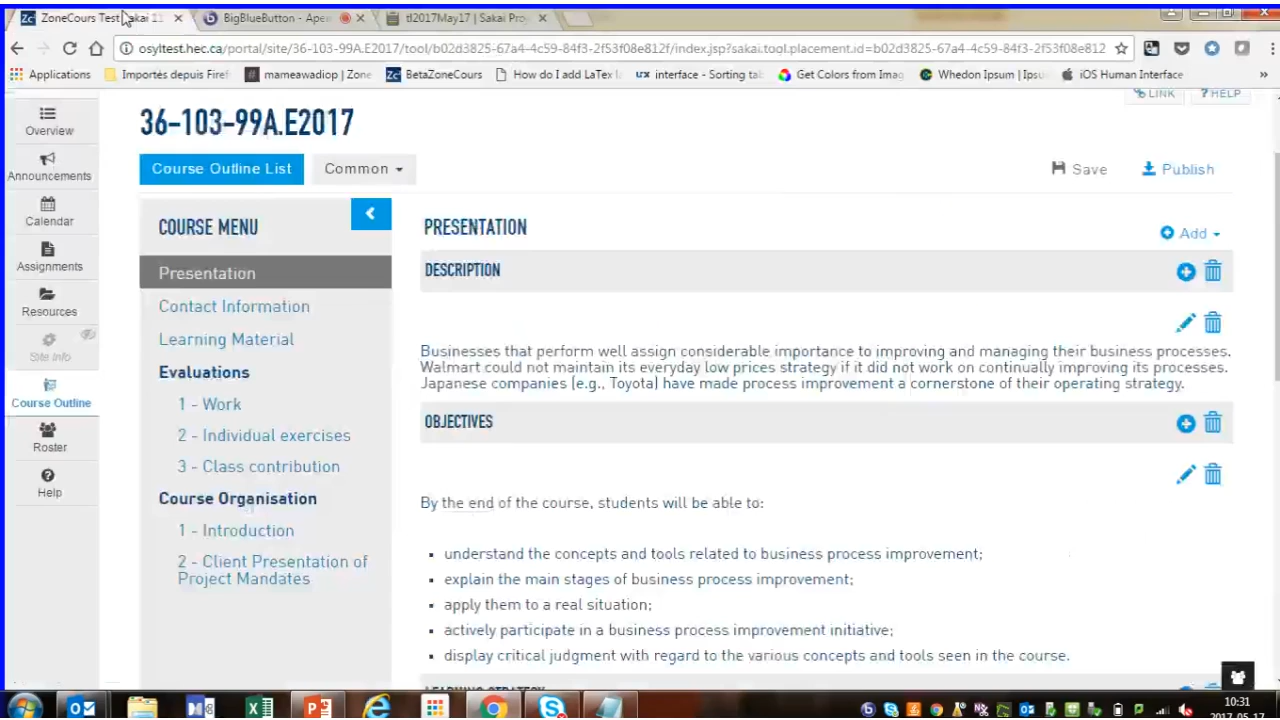 ZoneCours Test Sakai 11
BigBlueButton - Ape
tl2017May17 | Sakai Pro
osyltest.hec.ca/portal/site/36-103-99A.E2017/tool/b02d3825-67a4-4c59-84f3-2f53f08e812f/index.jsp?sakai.tool.placement.id=b02d3825-67a4-4c59-84f3-2f53f08e812
Applications
Importés depuis Firef
mameawadiop | Zone
BetaZoneCours
How do I add LaTex
interface - Sorting ta
Get Colors from Imag
Whedon Ipsum | Ipsu
iOS Human Interface
»
LINK
? HELP
Overview
Announcements
Calendar
Assignments
Resources
Site Info
Course Outline
Roster
Help
36-103-99A.E2017
Course Outline List
Common
Save
Publish
COURSE MENU
Presentation
Contact Information
Learning Material
Evaluations
1 - Work
2 - Individual exercises
3 - Class contribution
Course Organisation
1 - Introduction
2 - Client Presentation of
Project Mandates
PRESENTATION
Add
DESCRIPTION
Businesses that perform well assign considerable importance to improving and managing their business processes.
Walmart could not maintain its everyday low prices strategy if it did not work on continually improving its processes.
Japanese companies (e.g., Toyota) have made process improvement a cornerstone of their operating strategy.
OBJECTIVES
By the end of the course, students will be able to:
▪ understand the concepts and tools related to business process improvement;
▪ explain the main stages of business process improvement;
▪ apply them to a real situation;
▪ actively participate in a business process improvement initiative;
▪ display critical judgment with regard to the various concepts and tools seen in the course.
LEARNING STRATEGY
10:31
2017-05-17